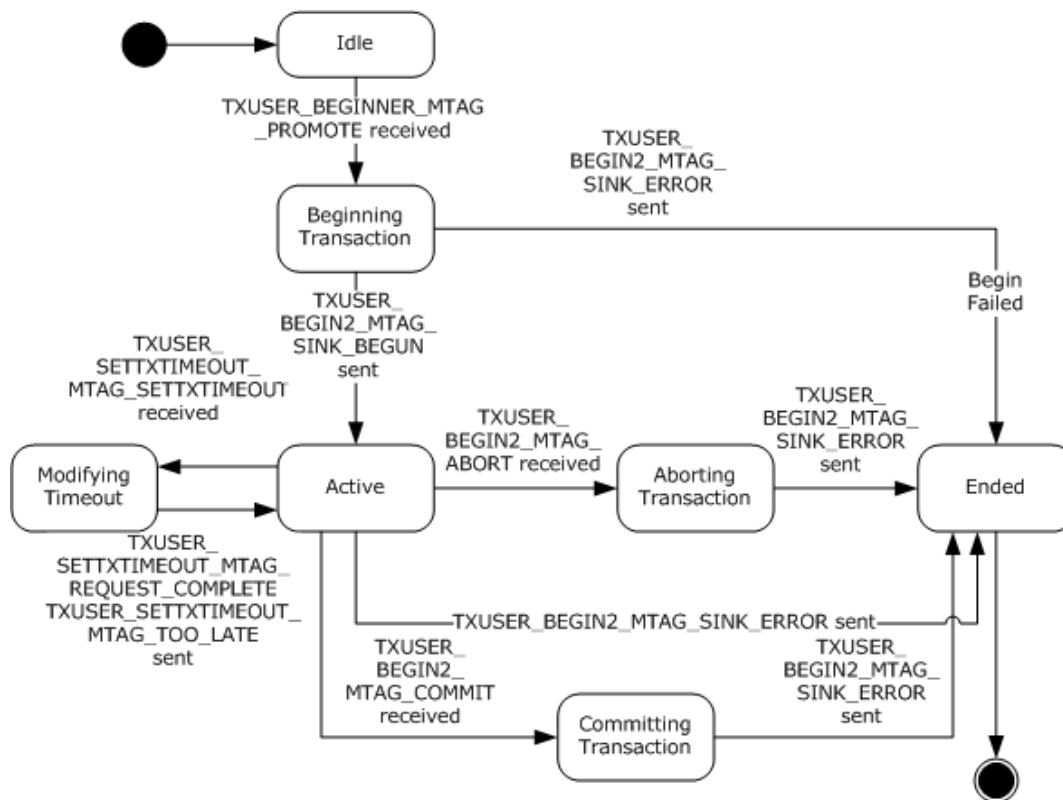 Idle
TXUSER_BEGINNER_MTAG
_PROMOTE received
TXUSER_
BEGIN2_MTAG_
SINK_ERROR
sent
Beginning
Transaction
Begin
Failed
TXUSER_
BEGIN2_MTAG_
SINK_BEGUN
sent
TXUSER_
SETTXTIMEOUT_
MTAG_SETTXTIMEOUT
received
TXUSER_
BEGIN2_MTAG_
ABORT received
TXUSER_
BEGIN2_MTAG_
SINK_ERROR
sent
Modifying
Timeout
Active
Aborting
Transaction
Ended
TXUSER_
SETTXTIMEOUT_MTAG_
REQUEST_COMPLETE
TXUSER_SETTXTIMEOUT_
MTAG_TOO_LATE
sent
TXUSER_BEGIN2_MTAG_SINK_ERROR sent
TXUSER_
BEGIN2_
MTAG_COMMIT
received
TXUSER_
BEGIN2_MTAG_
SINK_ERROR
sent
Committing
Transaction